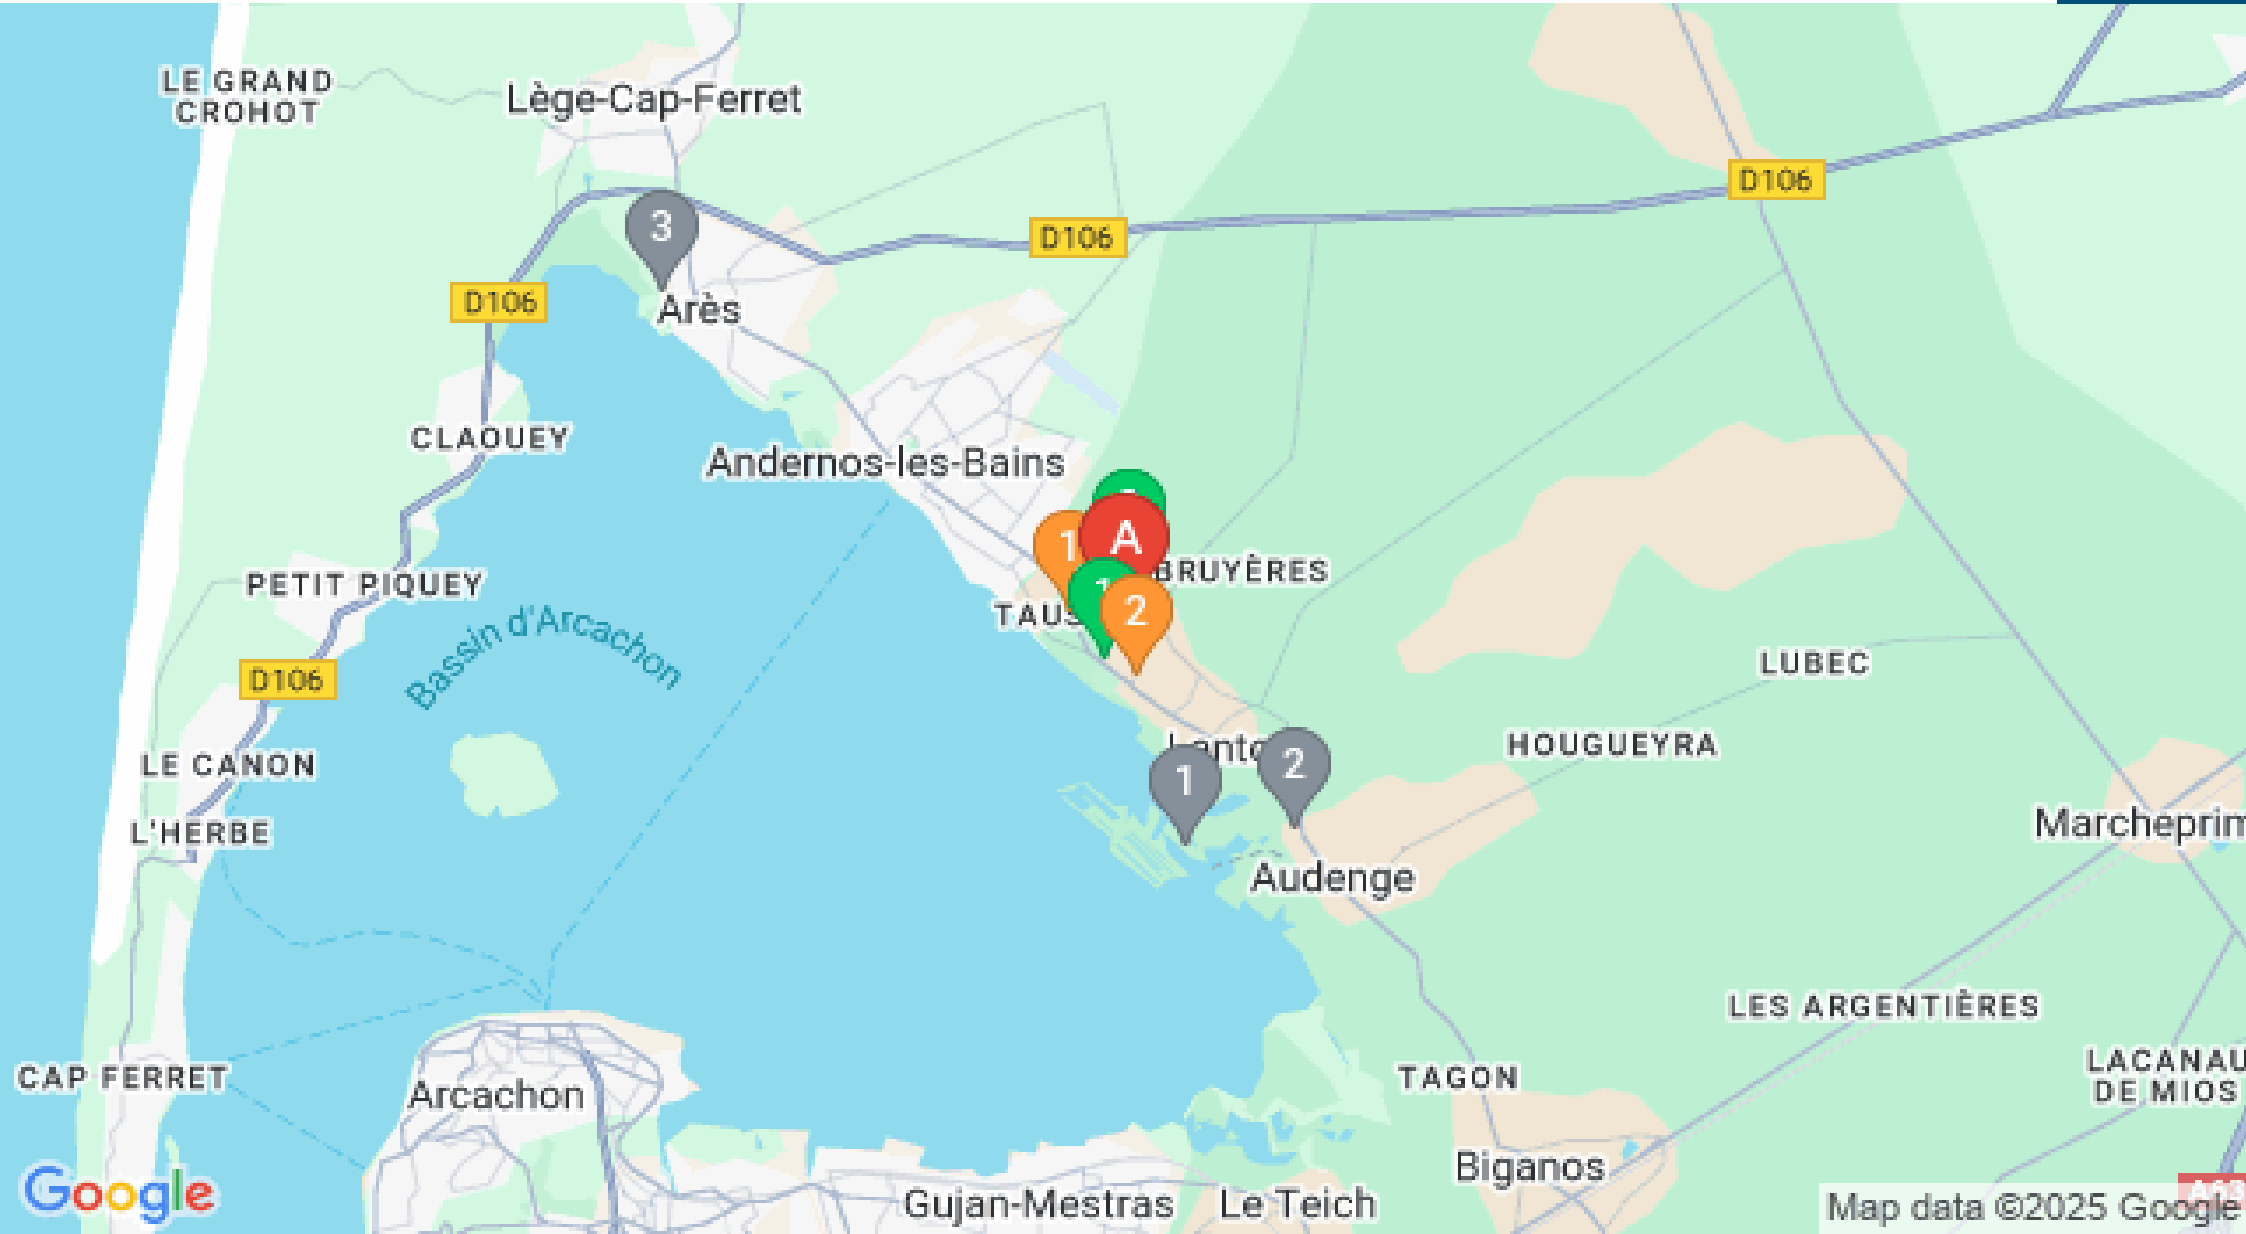 LE GRAND
CROHOT
Lège-Cap-Ferret
D106
3
D106
D106
Arès
CLAOUEY
Andernos-les-Bains
1
A
BRUYÈRES
PETIT PIQUEY
TAUS
1
2
Bassin d'Arcachon
LUBEC
D106
HOUGUEYRA
LE CANON
1
2
L'HERBE
Marcheprim
Audenge
LES ARGENTIÈRES
CAP FERRET
TAGON
LACANAU
DE MIOS
Arcachon
Biganos
Google
Gujan-Mestras
Le Teich
Map data ©2025 Google